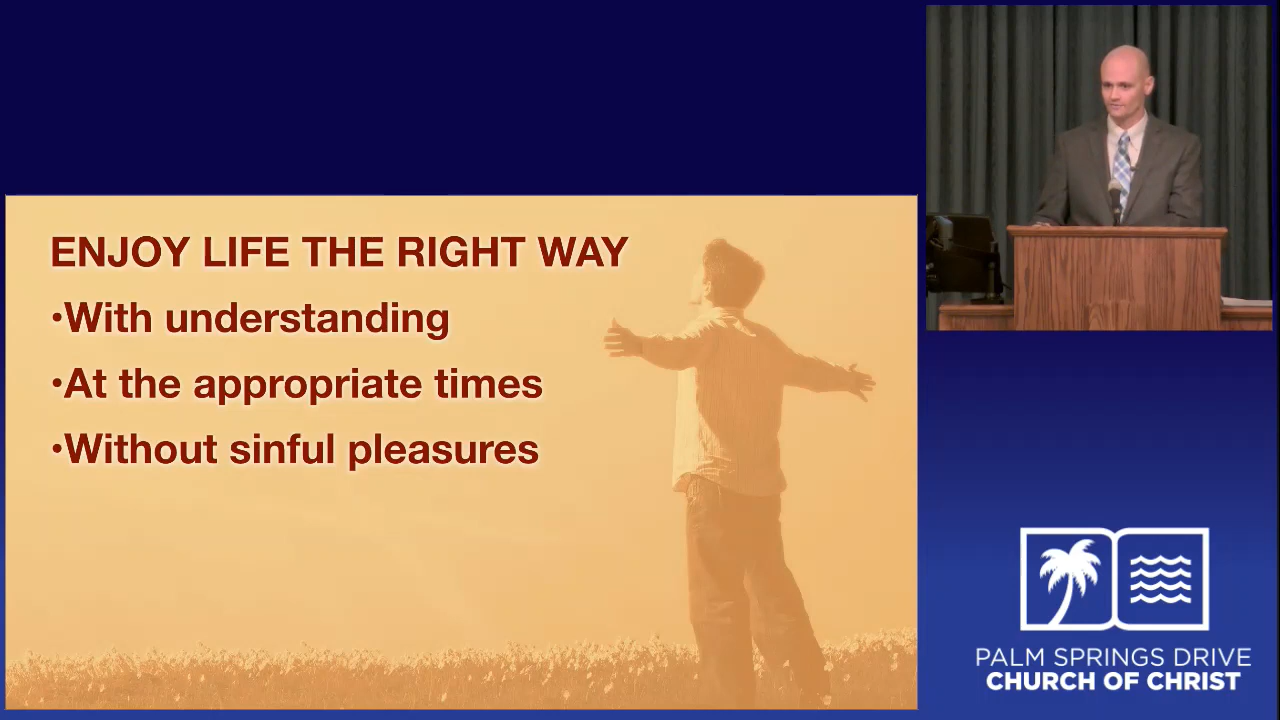 ENJOY LIFE THE RIGHT WAY
•With understanding
•At the appropriate times
•Without sinful pleasures
PALM SPRINGS DRIVE
CHURCH OF CHRIST